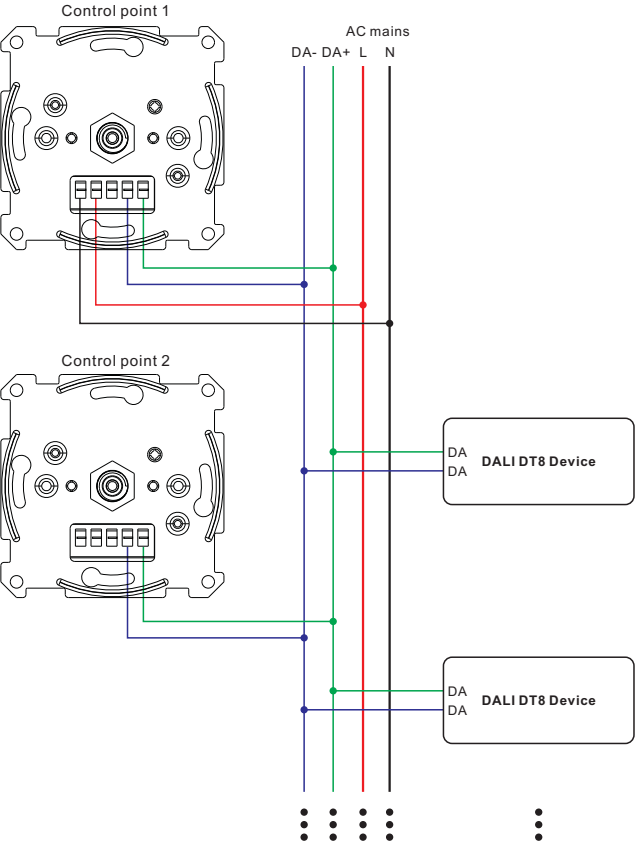 Control point 1
AC mains
DA- DA+ L N
Control point 2
DA
DALI DT8 Device
DA
DA
DALI DT8 Device
DA